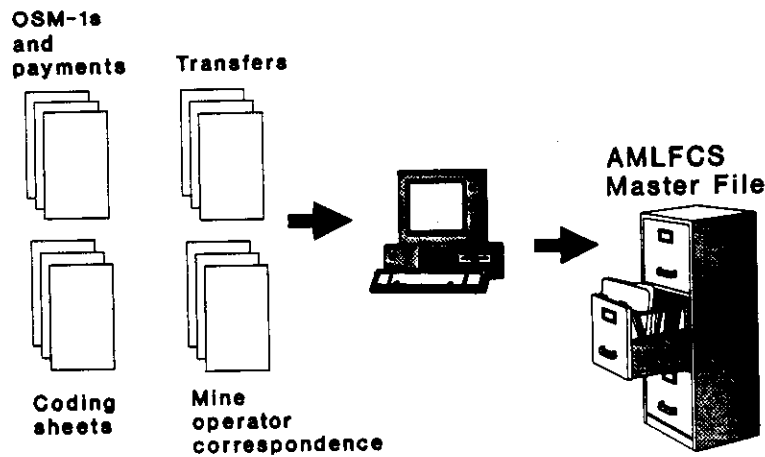 OSM-1s
and
payments
Transfers
AMLFCS
Master File
Coding
sheets
Mine
operator
correspondence